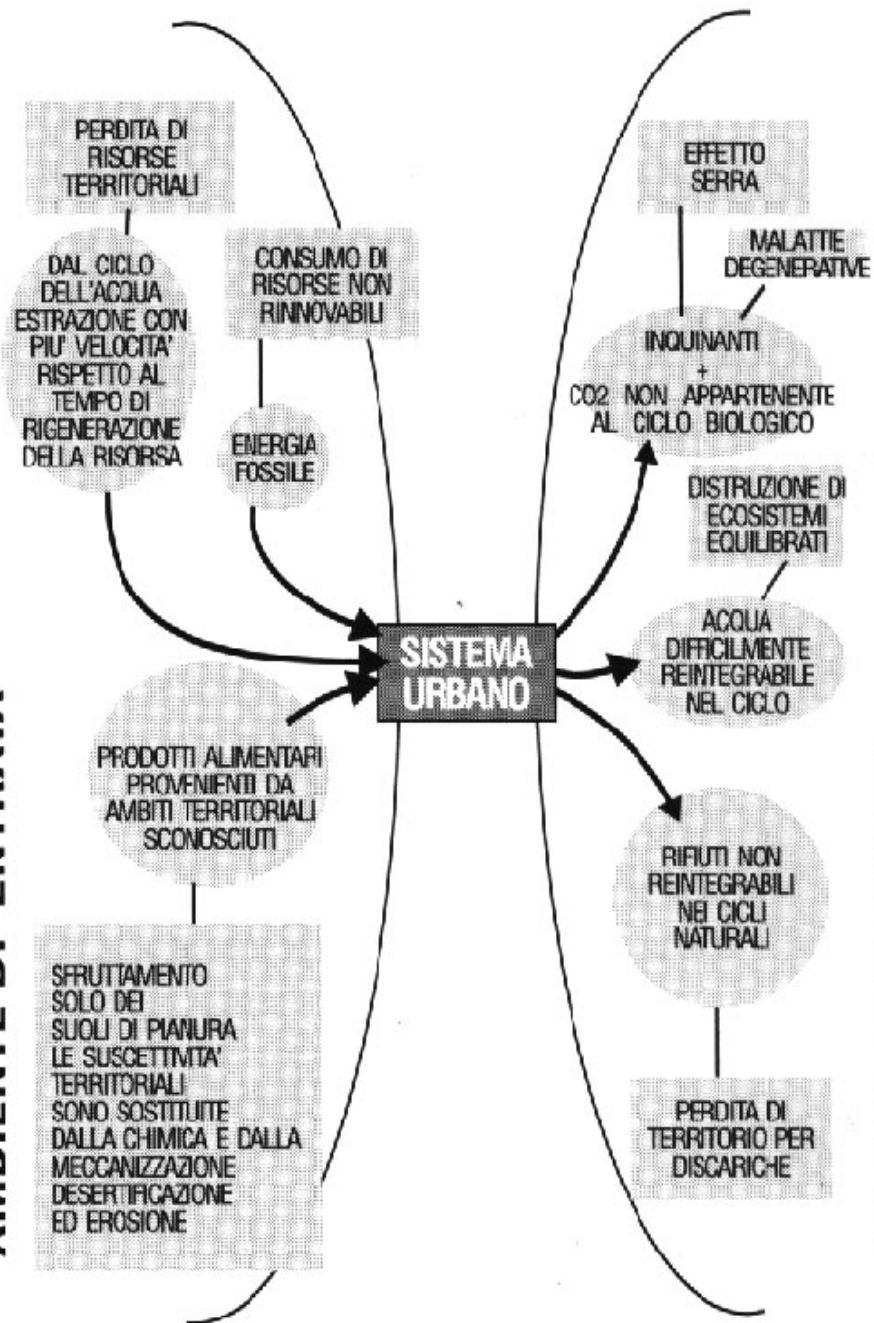 AMBIENTE DI ENTRATA
PERDITA DI
RISORSE
TERRITORIALI
DAL CICLO
DELL'ACQUA
ESTRAZIONE CON
PIU' VELOCITA'
RISPETTO AL
TEMPO DI
RIGENERAZIONE
DELLA RISORSA
CONSUMO DI
RISORSE NON
RINNOVABILI
ENERGIA
FOSSILE
PRODOTTI ALIMENTARI
PROVENIENTI DA
AMBITI TERRITORIALI
SCONOSCIUTI
SFRUTTAMENTO
SOLO DEI
SUOLI DI PIANURA
LE SUSCETTIVITA'
TERRITORIALI
SONO SOSTITUITE
DALLA CHIMICA E DALLA
MECCANIZZAZIONE
DESERTIFICAZIONE
ED EROSIONE
SISTEMA
URBANO
EFFETTO
SERRA
MALATTIE
DEGENERATIVE
INQUINANTI
+
CO2 NON APPARTENENTE
AL CICLO BIOLOGICO
DISTRUZIONE DI
ECOSISTEMI
EQUILIBRATI
ACQUA
DIFFICILMENTE
REINTEGRABILE
NEL CICLO
RIFIUTI NON
REINTEGRABILI
NEI CICLI
NATURALI
PERDITA DI
TERRITORIO PER
DISCARICHE